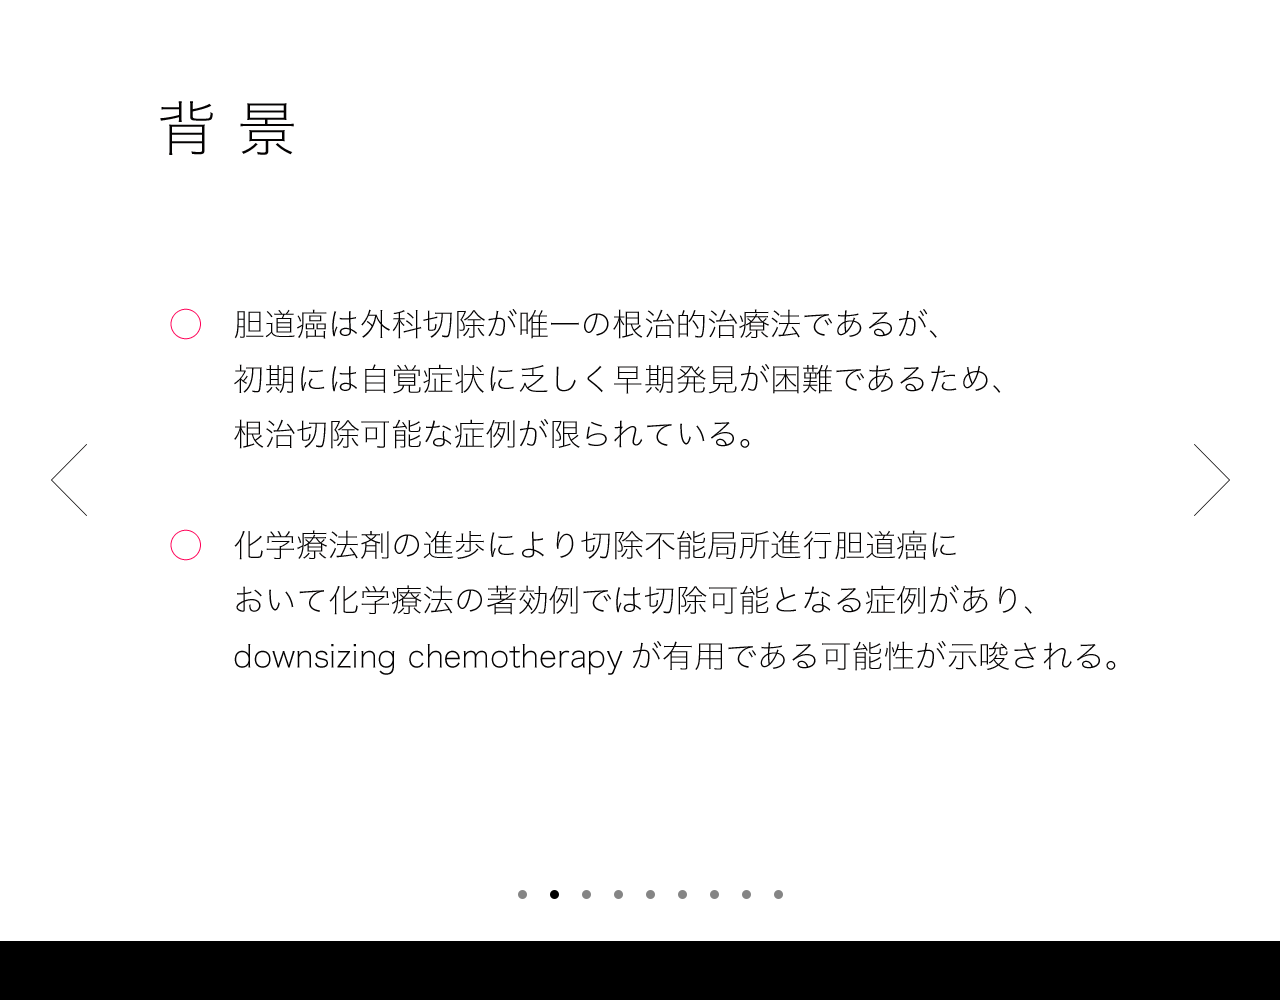 背 景
胆道癌は外科切除が唯一の根治的治療法であるが、
初期には自覚症状に乏しく早期発見が困難であるため、
根治切除可能な症例が限られている。
化学療法剤の進歩により切除不能局所進行胆道癌に
おいて化学療法の著効例では切除可能となる症例があり、
downsizing chemotherapy が有用である可能性が示唆される。